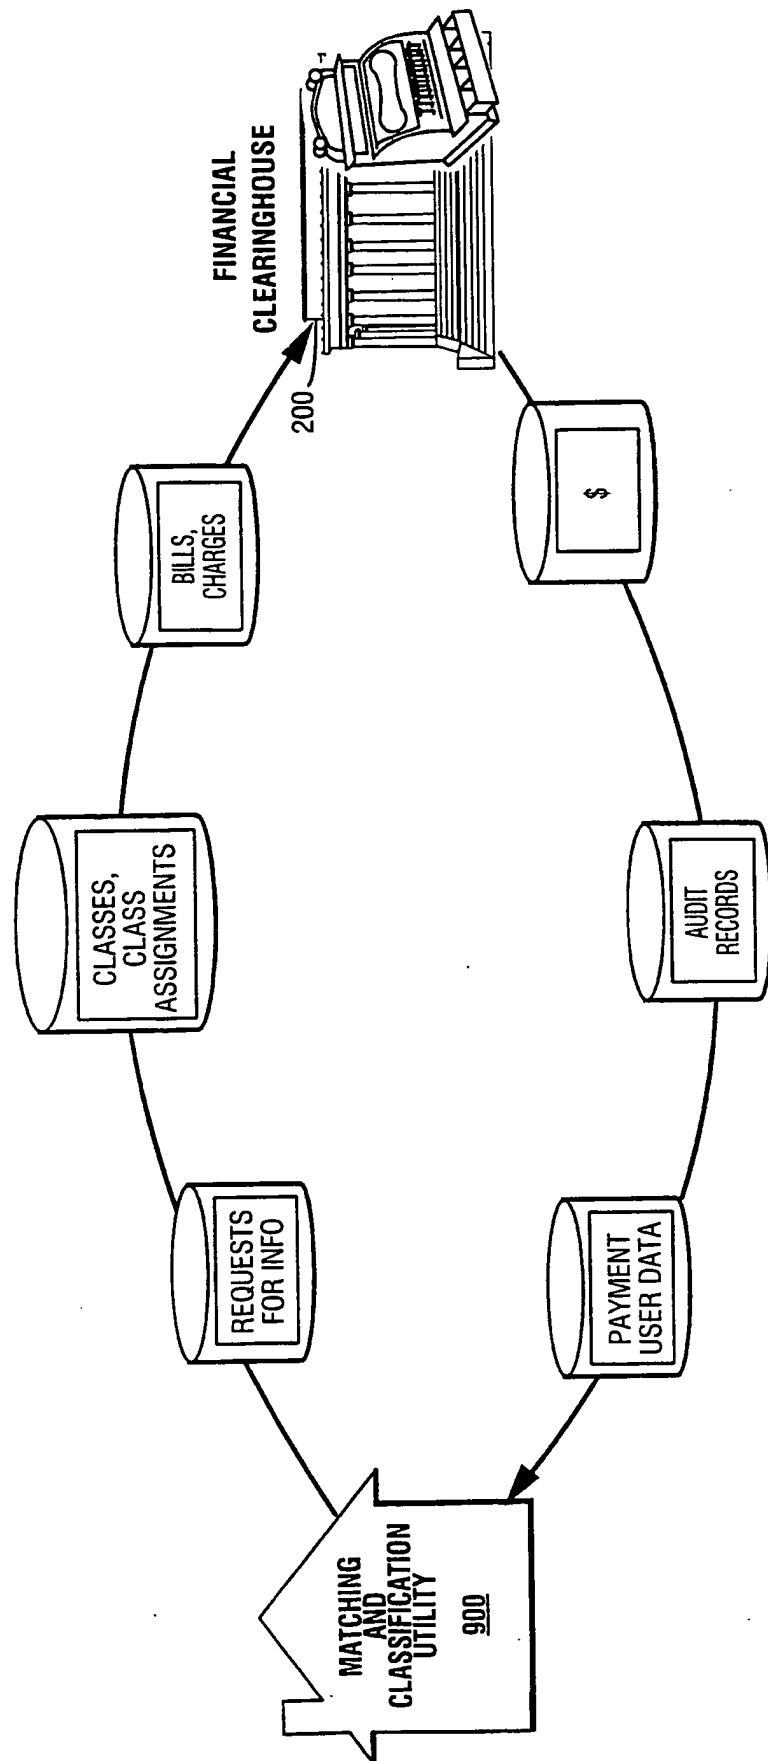 FINANCIAL
CLEARINGHOUSE
200
BILLS,
CHARGES
CLASSES,
CLASS
ASSIGNMENTS
REQUESTS
FOR INFO
MATCHING
AND
CLASSIFICATION
UTILITY
900
PAYMENT
USER DATA
AUDIT
RECORDS
$